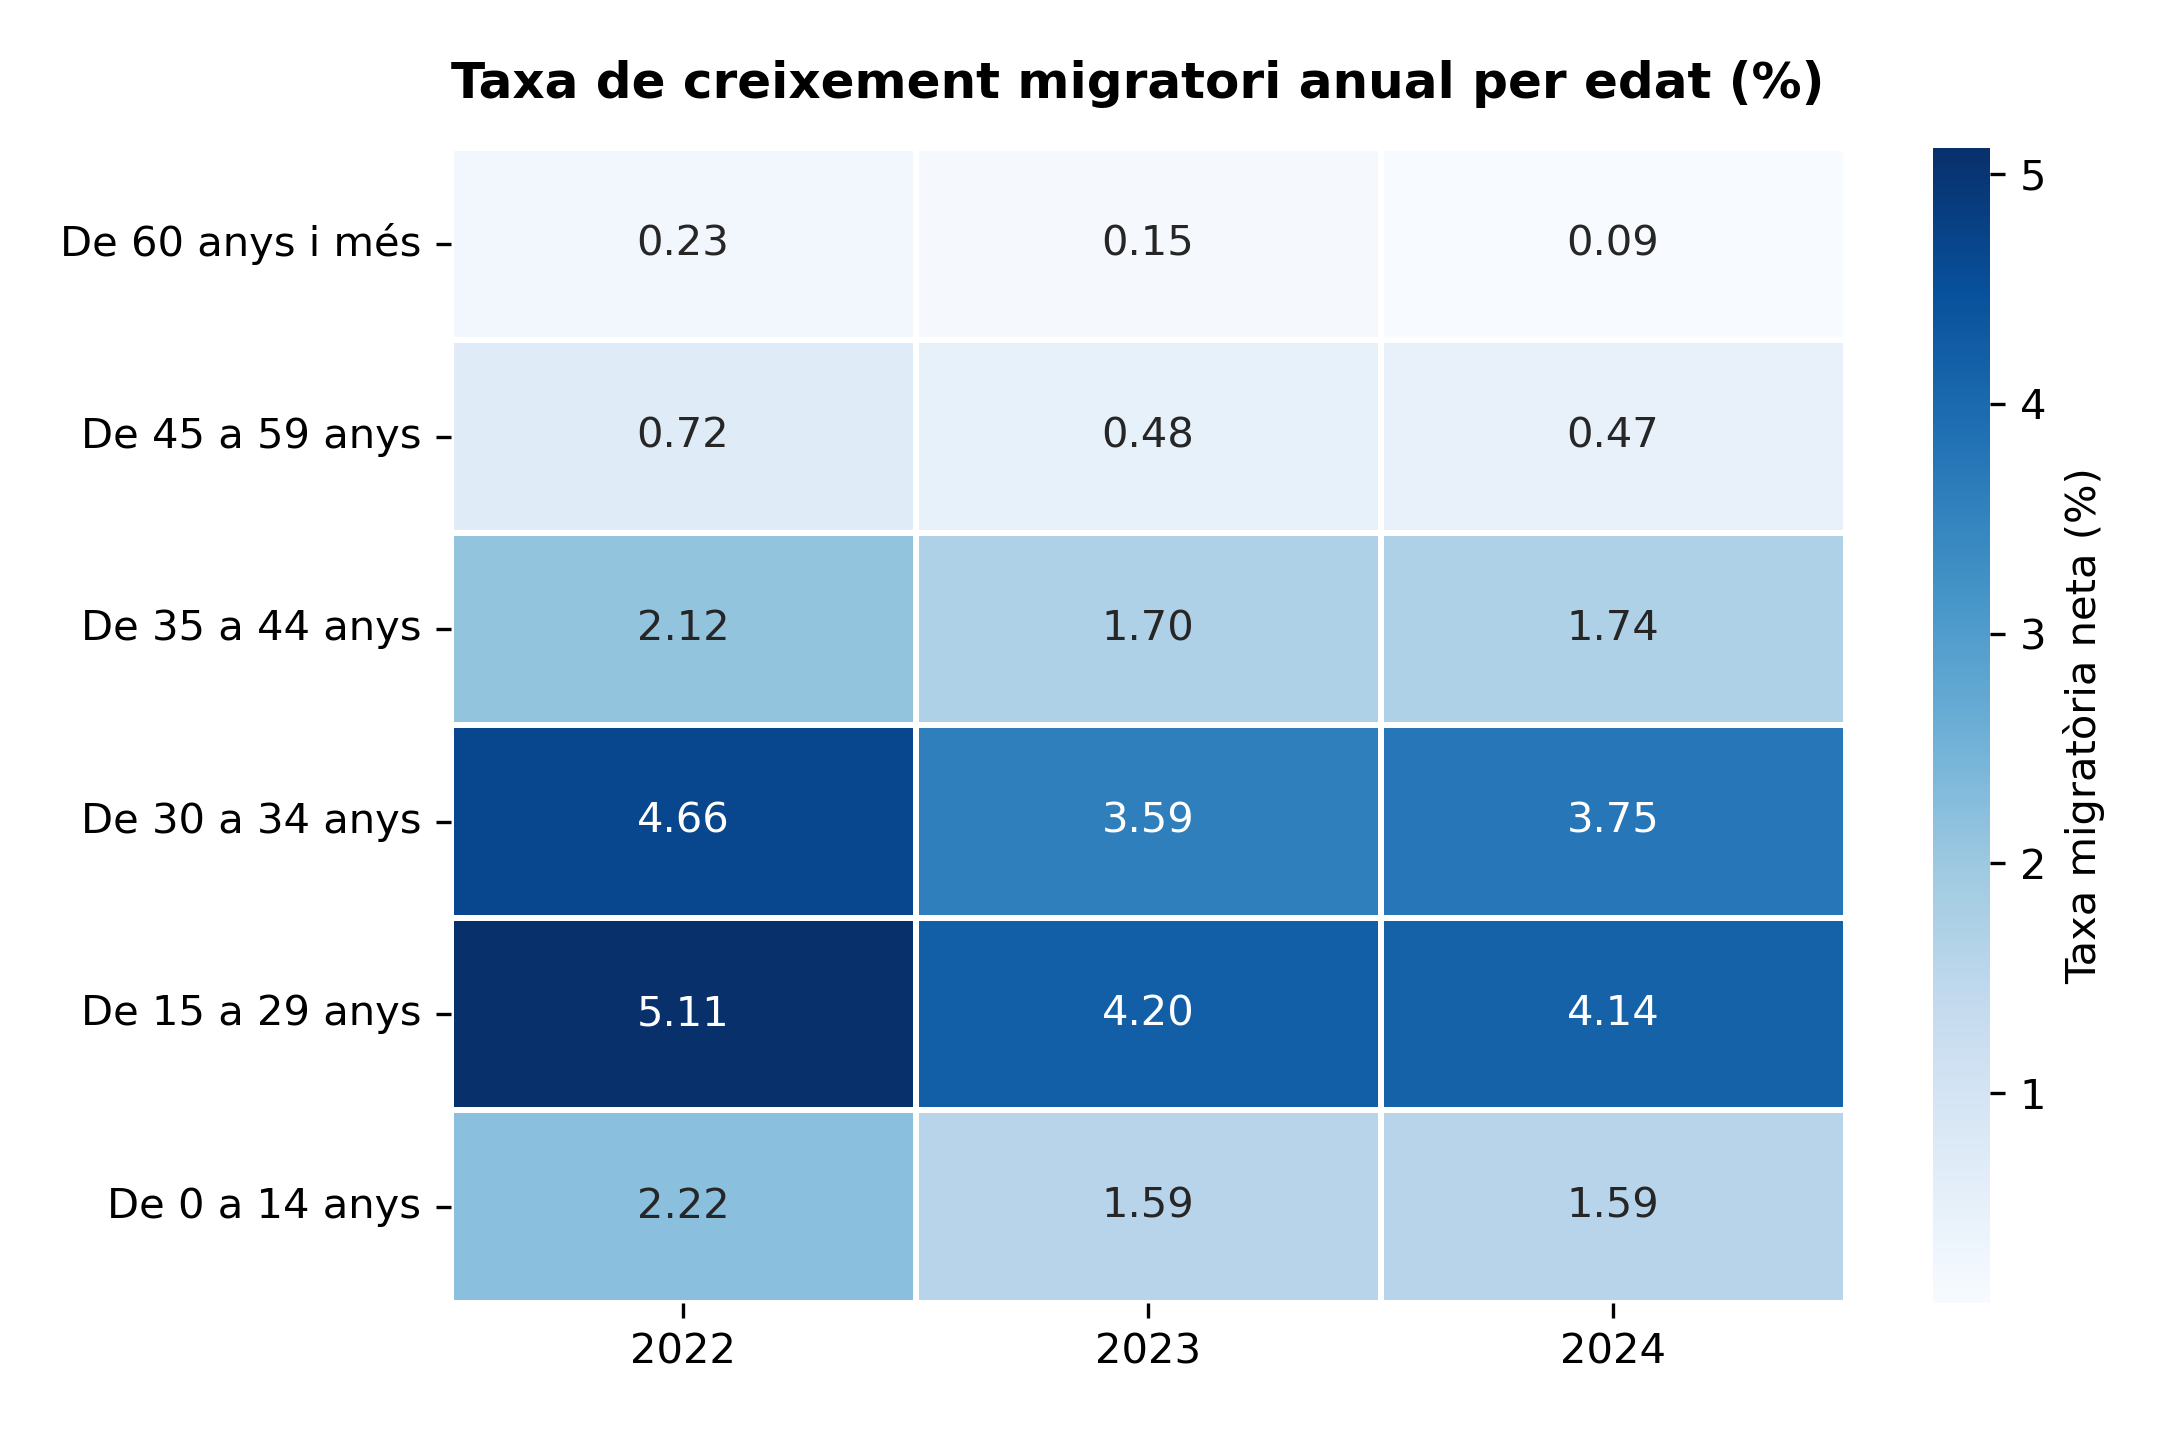 Taxa de creixement migratori anual per edat (%)
De 60 anys i més 0.23 0.15 0.09
De 45 a 59 anys 0.72 0.48 0.47
De 35 a 44 anys 2.12 1.70 1.74
De 30 a 34 anys 4.66 3.59 3.75
De 15 a 29 anys 5.11 4.20 4.14
De 0 a 14 anys 2.22 1.59 1.59
2022 2023 2024
5
4
3
2
1
Taxa migratòria neta (%)